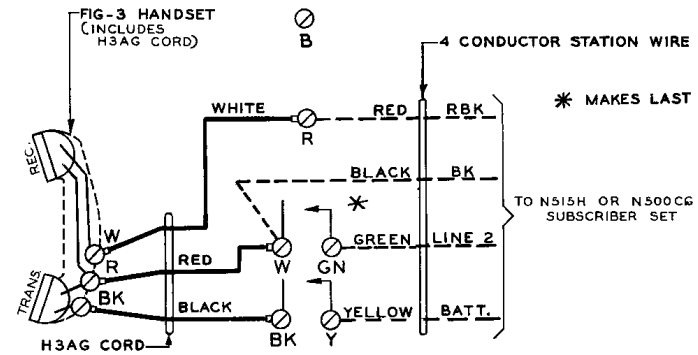 FIG-3 HANDSET
(INCLUDES
H3AG CORD)
B
4 CONDUCTOR STATION WIRE
* MAKES LAST
WHITE
R
RED
RBK
REC.
BLACK
BK
*
TO N515H OR N500CG
SUBSCRIBER SET
W
R
RED
W
GN
GREEN
LINE 2
TRANS.
BK
BLACK
BK
Y
YELLOW
BATT.
H3AG CORD